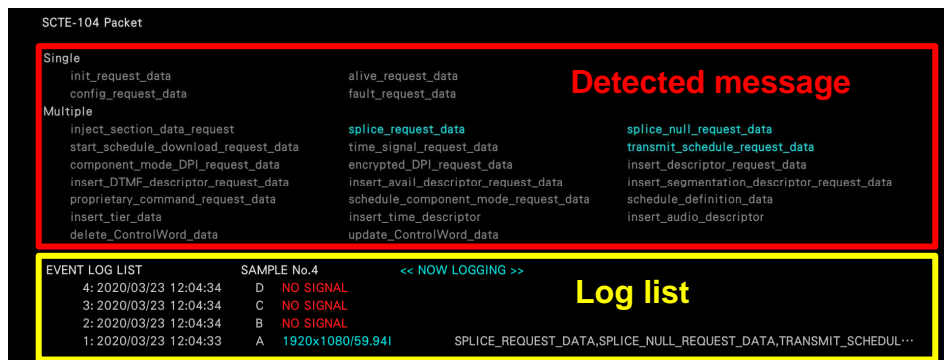 SCTE-104 Packet
Single
init_request_data alive_request_data
config_request_data fault_request_data
Detected message
Multiple
inject_section_data_request splice_request_data splice_null_request_data
start_schedule_download_request_data time_signal_request_data transmit_schedule_request_data
component_mode_DPI_request_data encrypted_DPI_request_data insert_descriptor_request_data
insert_DTMF_descriptor_request_data insert_avail_descriptor_request_data insert_segmentation_descriptor_request_data
proprietary_command_request_data schedule_component_mode_request_data schedule_definition_data
insert_tier_data insert_time_descriptor insert_audio_descriptor
delete_ControlWord_data update_ControlWord_data
EVENT LOG LIST SAMPLE No.4 << NOW LOGGING >>
Log list
4: 2020/03/23 12:04:34 D NO SIGNAL
3: 2020/03/23 12:04:34 C NO SIGNAL
2: 2020/03/23 12:04:34 B NO SIGNAL
1: 2020/03/23 12:04:33 A 1920x1080/59.94I SPLICE_REQUEST_DATA,SPLICE_NULL_REQUEST_DATA,TRANSMIT_SCHEDUL···